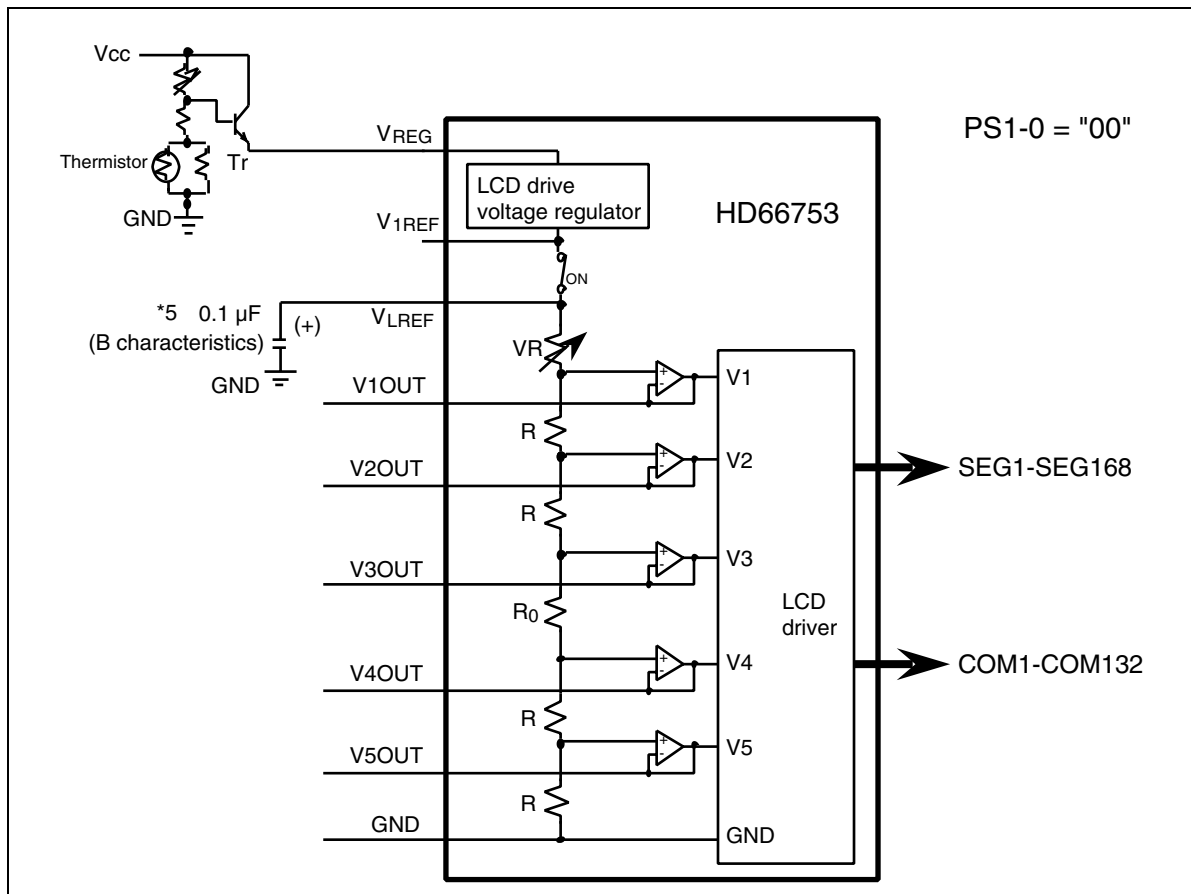 Vcc
PS1-0 = "00"
VREG
Thermistor
Tr
LCD drive
voltage regulator
HD66753
GND
V1REF
ON
*5 0.1 µF
(+)
(B characteristics)
VLREF
VR
GND
V1OUT
+
-
V1
R
V2OUT
+
-
V2
SEG1-SEG168
R
V3OUT
+
-
V3
R0
LCD
driver
V4OUT
+
-
V4
COM1-COM132
R
V5OUT
+
-
V5
R
GND
GND